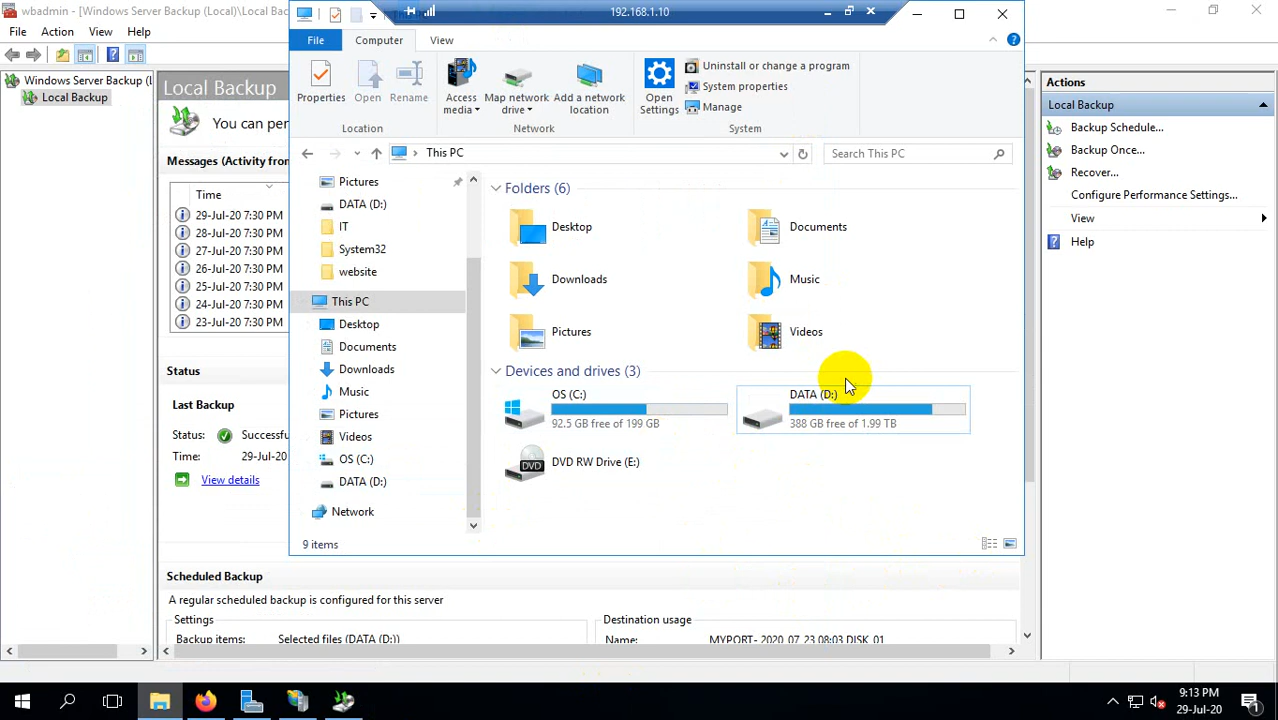 wbadmin - [Windows Server Backup (Local)\Local Bac
192.168.1.10
File Action View Help
File Computer View
Properties
Open
Rename
Access media
Map network drive
Add a network location
Open Settings
Uninstall or change a program
System properties
Manage
Location
Network
System
This PC
Search This PC
Windows Server Backup (L
Local Backup
Local Backup
You can per
Messages (Activity from
Time
29-Jul-20 7:30 PM
28-Jul-20 7:30 PM
27-Jul-20 7:30 PM
26-Jul-20 7:30 PM
25-Jul-20 7:30 PM
24-Jul-20 7:30 PM
23-Jul-20 7:30 PM
Status
Last Backup
Status: Successfu
Time: 29-Jul-20 7:30 PM
View details
Pictures
DATA (D:)
IT
System32
website
This PC
Desktop
Documents
Downloads
Music
Pictures
Videos
OS (C:)
DATA (D:)
Network
Folders (6)
Desktop
Documents
Downloads
Music
Pictures
Videos
Devices and drives (3)
OS (C:)
92.5 GB free of 199 GB
DATA (D:)
388 GB free of 1.99 TB
DVD RW Drive (E:)
DVD
9 items
Scheduled Backup
A regular scheduled backup is configured for this server
Settings
Backup items: Selected files (DATA (D:))
Destination usage
Name: MYPORT- 2020_07_23 08:03 DISK_01
Actions
Local Backup
Backup Schedule...
Backup Once...
Recover...
Configure Performance Settings...
View
Help
9:13 PM
29-Jul-20
1